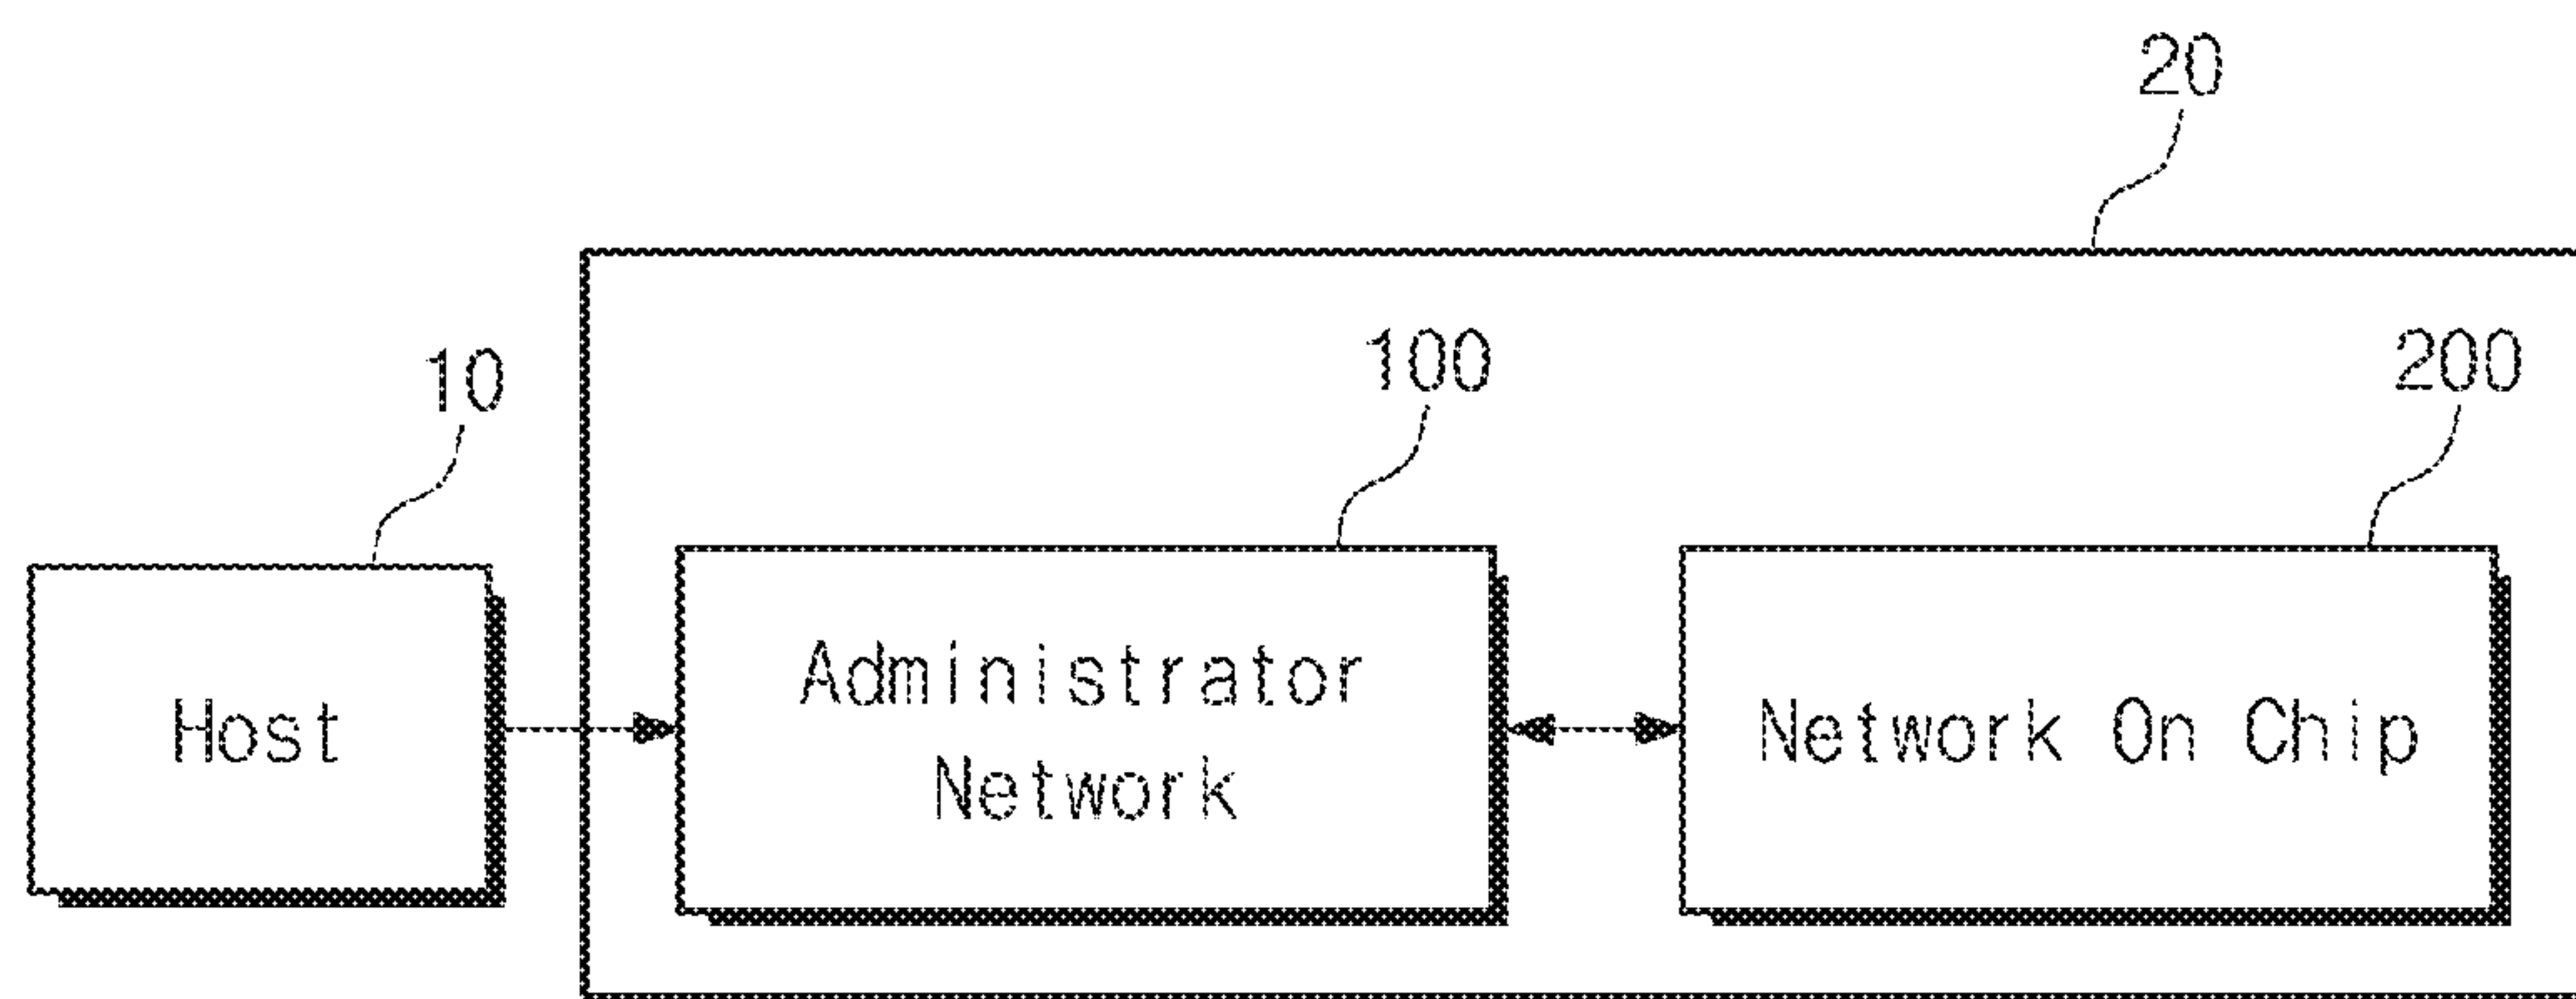 20
10
100
200
Host
Administrator
Network
Network On Chip